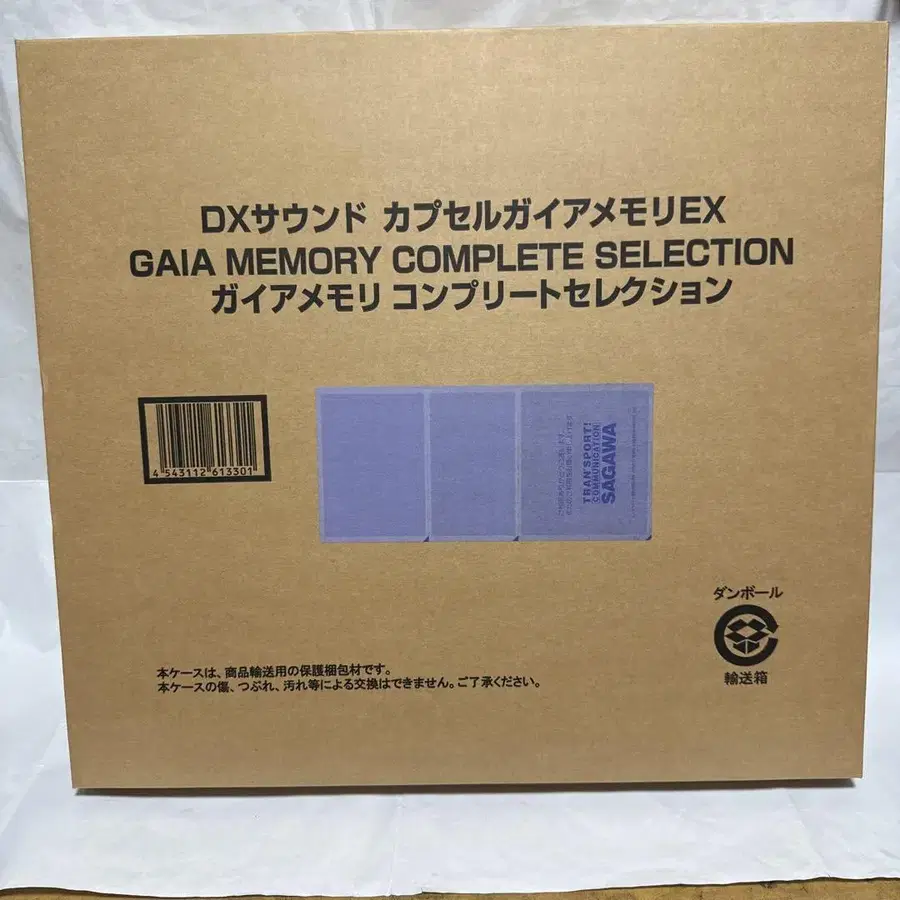 DXサウンド カプセルガイアメモリEX
GAIA MEMORY COMPLETE SELECTION
ガイアメモリ コンプリートセレクション
4 543112 613301
TRAN'SPORT!
COMMUNICATION!
SAGAWA
ダンボール
輸送箱
本ケースは、商品輸送用の保護梱包材です。
本ケースの傷、つぶれ、汚れ等による交換はできません。ご了承ください。